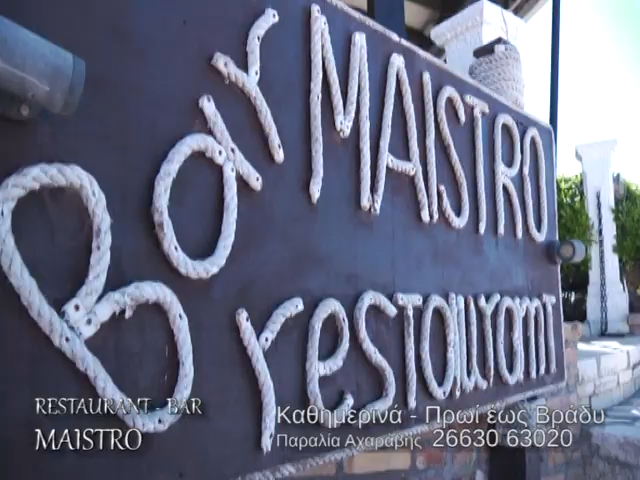 Bar MAISTRO
restaurant
RESTAURANT - BAR
MAISTRO
Καθημερινά - Πρωί έως Βράδυ
Παραλία Αχαράβης 26630 63020